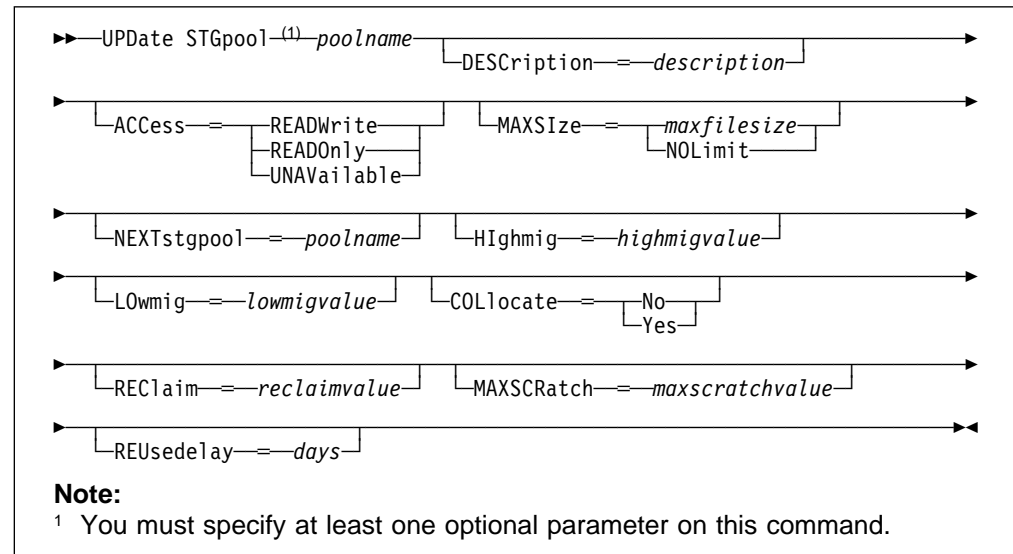 UPDate STGpool (1) poolname
DESCription = description
ACCess = READWrite MAXSIze = maxfilesize
READOnly NOLimit
UNAVailable
NEXTstgpool = poolname HIghmig = highmigvalue
LOwmig = lowmigvalue COLlocate = No
Yes
REClaim = reclaimvalue MAXSCRatch = maxscratchvalue
REUsedelay = days
Note:
1 You must specify at least one optional parameter on this command.